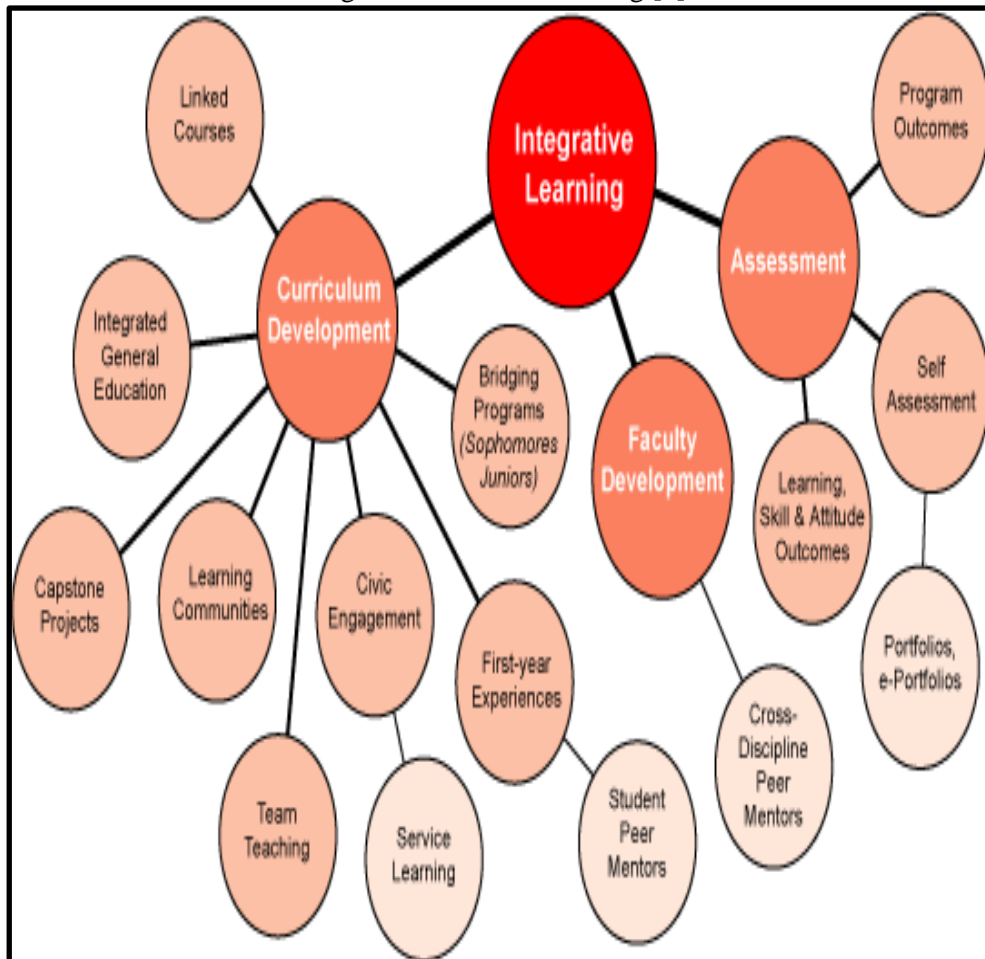 Linked
Courses
Integrative
Learning
Program
Outcomes
Curriculum
Development
Assessment
Integrated
General
Education
Bridging
Programs
(Sophomores
Juniors)
Faculty
Development
Self
Assessment
Learning,
Skill & Attitude
Outcomes
Capstone
Projects
Learning
Communities
Civic
Engagement
First-year
Experiences
Portfolios,
e-Portfolios
Team
Teaching
Service
Learning
Student
Peer
Mentors
Cross-
Discipline
Peer
Mentors